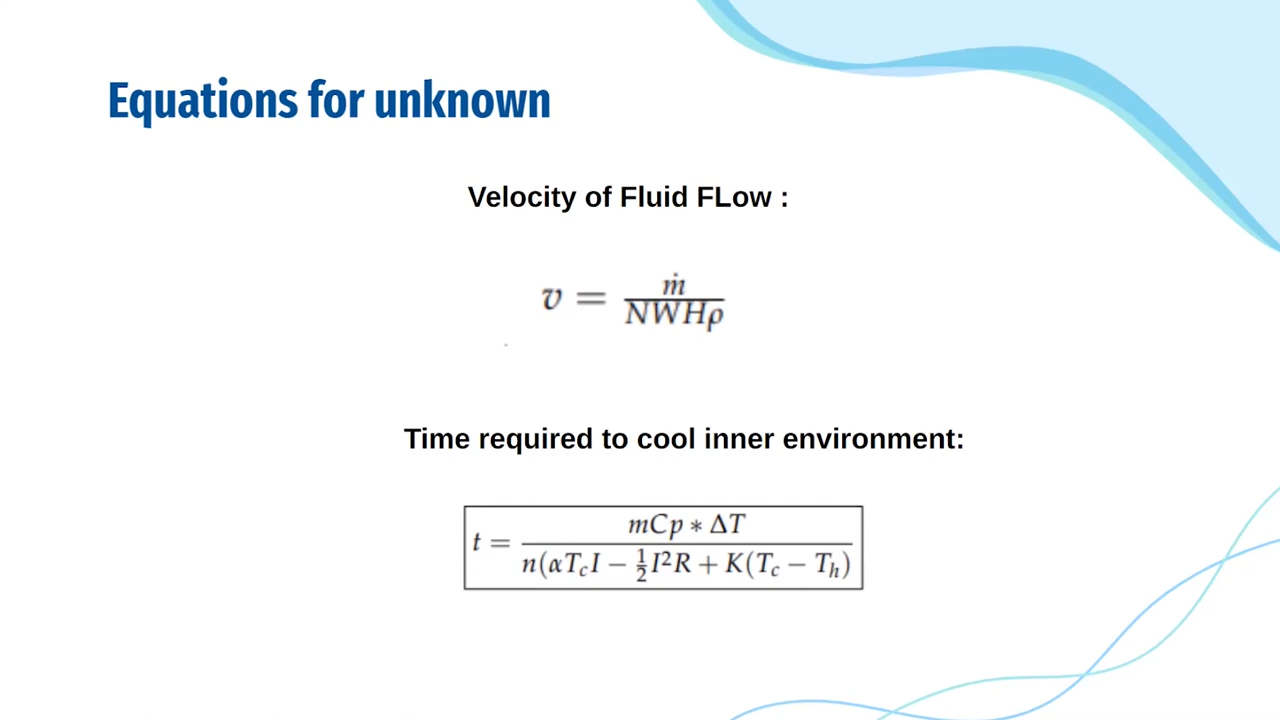 Equations for unknown
Velocity of Fluid FLow :
v = ṁ / NWHρ
Time required to cool inner environment:
t = mCp * ΔT / n(αT_cI − ½I²R + K(T_c − T_h)